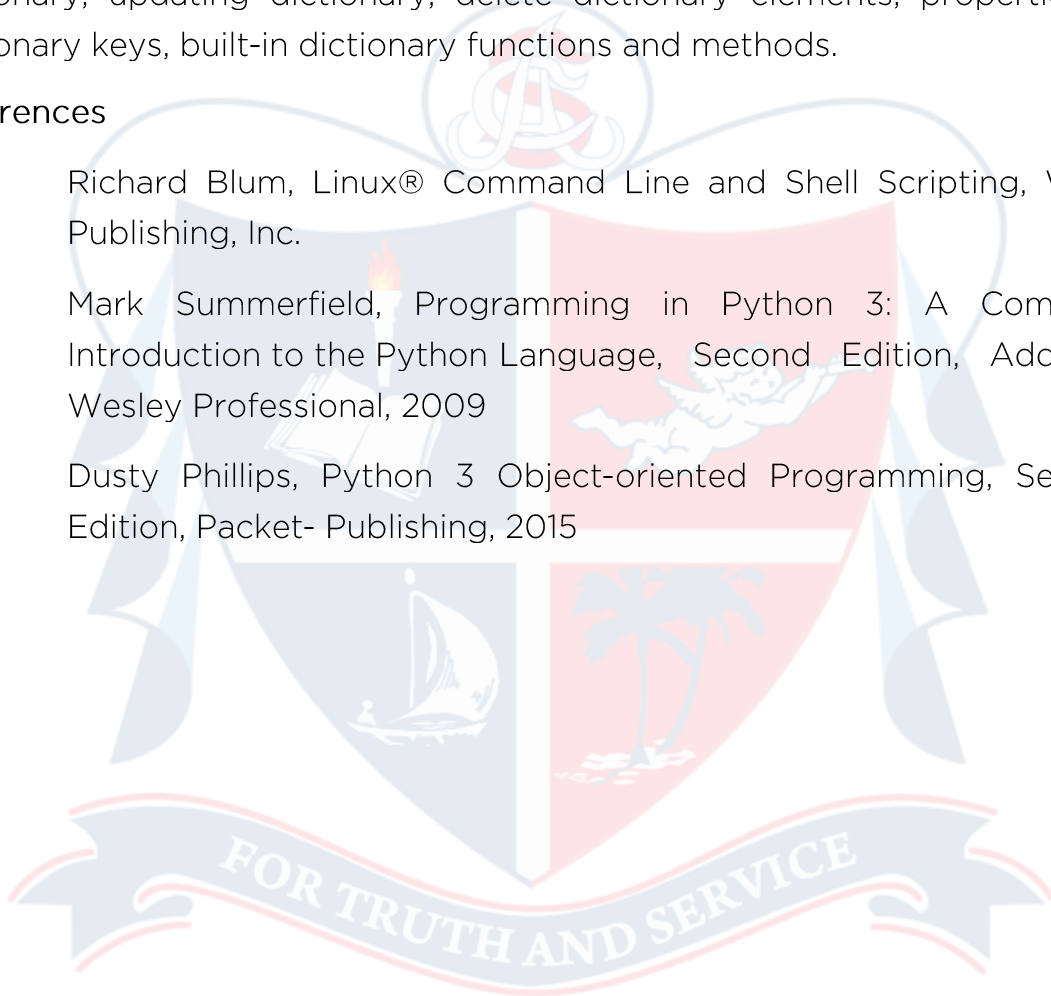 onary, updating dictionary, delete dictionary elements, properti
onary keys, built-in dictionary functions and methods.
rences
Richard Blum, Linux® Command Line and Shell Scripting, W
Publishing, Inc.
Mark Summerfield, Programming in Python 3: A Com
Introduction to the Python Language, Second Edition, Add
Wesley Professional, 2009
Dusty Phillips, Python 3 Object-oriented Programming, Se
Edition, Packet- Publishing, 2015
FOR TRUTH AND SERVICE